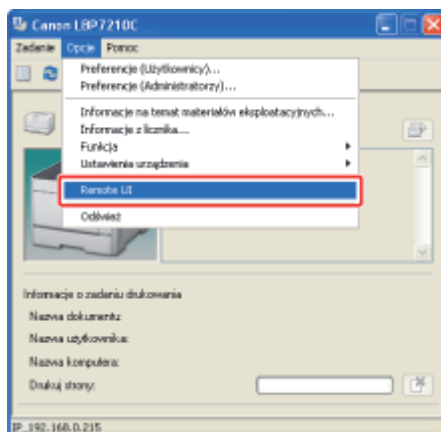 Canon LBP7210C
Zadanie Opcje Pomoc
Preferencje (Użytkownicy)...
Preferencje (Administratorzy)...
Informacje na temat materiałów eksploatacyjnych...
Informacje z licznika...
Funkcja
Ustawienia urządzenia
Remote UI
Odśwież
Informacje o zadaniu drukowania
Nazwa dokumentu:
Nazwa użytkownika:
Nazwa komputera:
Drukuj strony:
IP_192.168.0.215